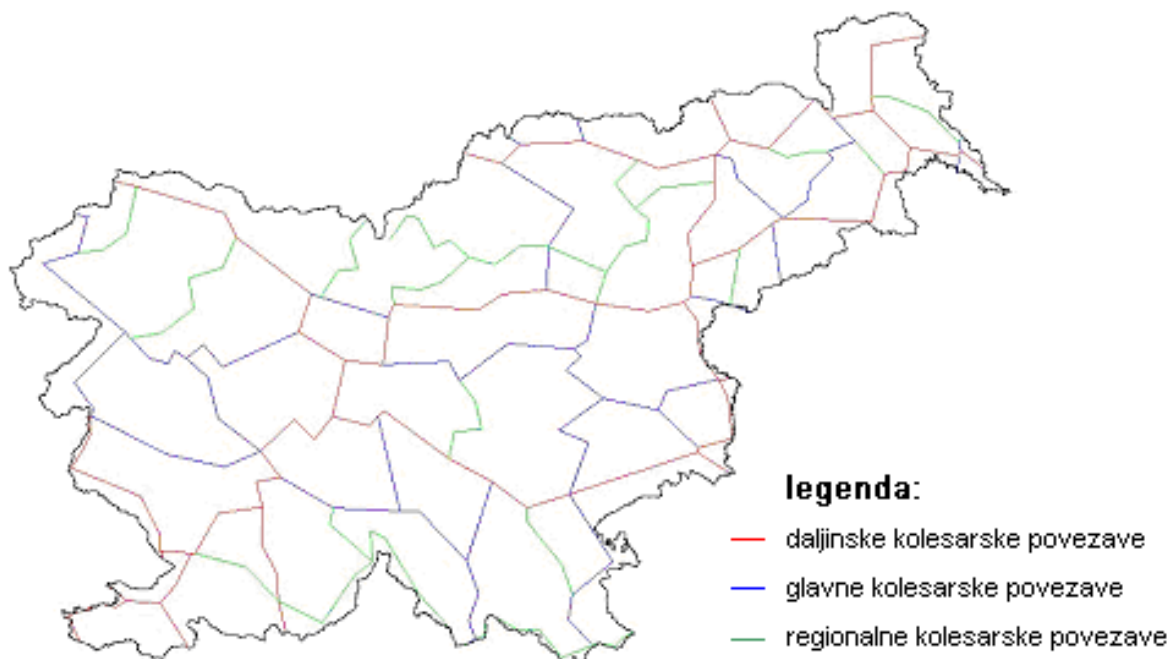 legenda:
daljinske kolesarske povezave
glavne kolesarske povezave
regionalne kolesarske povezave